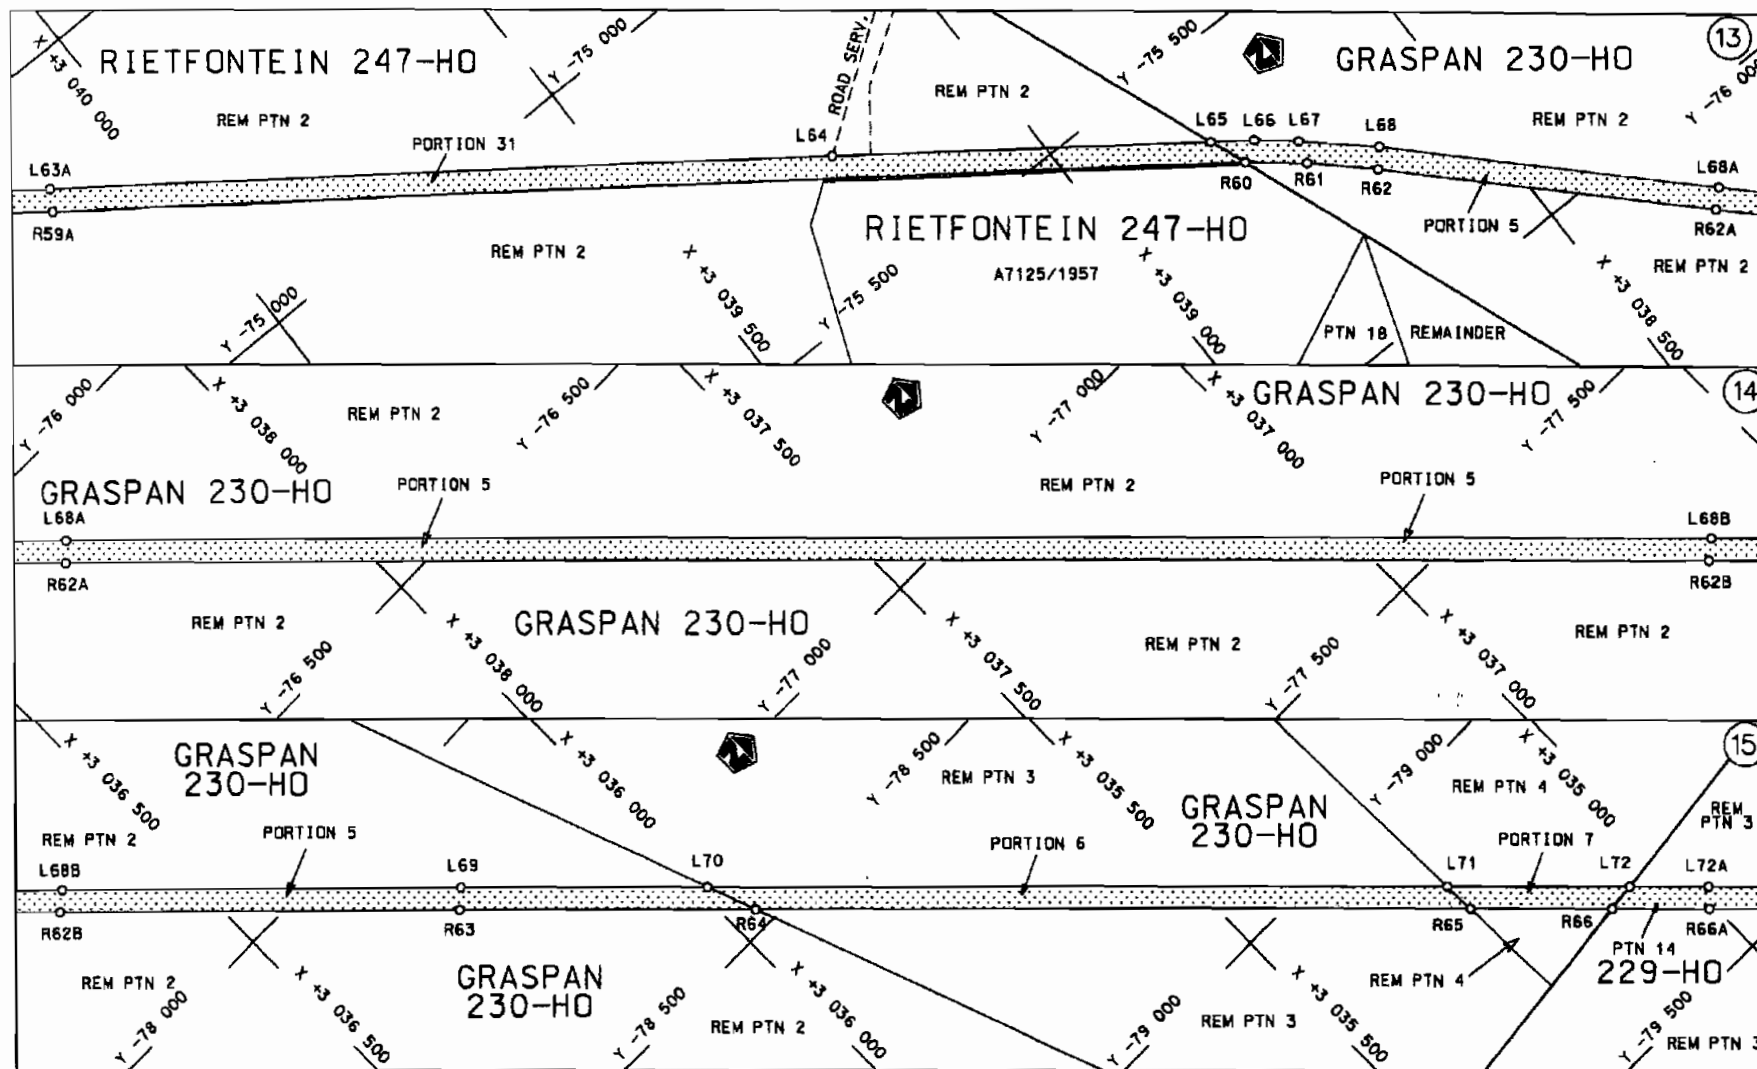 X +3 040 000
RIETFONTEIN 247-HO
REM PTN 2
PORTION 31
Y -75 000
ROAD SERV.
REM PTN 2
Y -75 500
GRASPAN 230-HO
13
Y -76 000
REM PTN 2
L63A
L64
L65
L66
L67
L68
L68A
R59A
R60
R61
R62
R62A
PORTION 5
REM PTN 2
RIETFONTEIN 247-HO
A7125/1957
X +3 039 500
Y -75 500
X +3 039 000
X +3 038 500
REM PTN 2
Y -75 000
PTN 18
REMAINDER
Y -76 000
X +3 038 000
REM PTN 2
Y -76 500
X +3 037 500
Y -77 000
X +3 037 000
GRASPAN 230-HO
Y -77 500
14
GRASPAN 230-HO
PORTION 5
REM PTN 2
PORTION 5
L68A
L68B
R62A
R62B
REM PTN 2
Y -76 500
X +3 038 000
GRASPAN 230-HO
Y -77 000
X +3 037 500
REM PTN 2
Y -77 500
X +3 037 000
REM PTN 2
X +3 036 500
GRASPAN
230-HO
X +3 036 000
Y -78 500
REM PTN 3
X +3 035 500
GRASPAN
230-HO
Y -79 000
REM PTN 4
X +3 035 000
15
REM
PTN 3
REM PTN 2
PORTION 5
PORTION 6
PORTION 7
L68B
L69
L70
L71
L72
L72A
R62B
R63
R64
R65
R66
R66A
REM PTN 2
Y -78 000
X +3 036 500
GRASPAN
230-HO
Y -78 500
REM PTN 2
X +3 036 000
Y -79 000
REM PTN 3
X +3 035 500
REM PTN 4
PTN 14
229-HO
Y -79 500
REM PTN 3